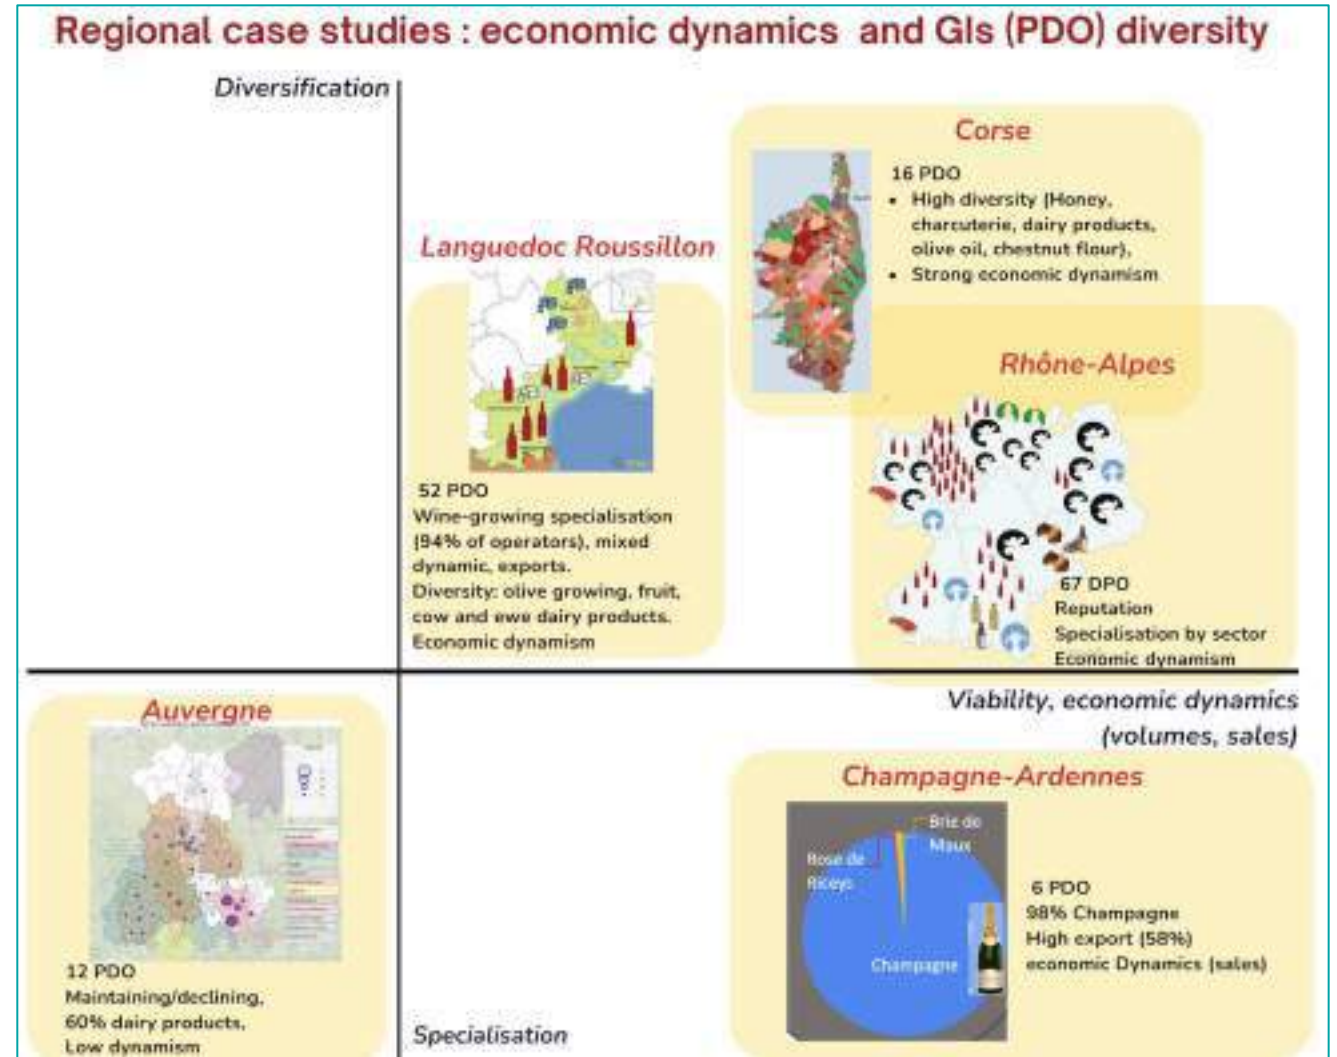 Regional case studies : economic dynamics and GIs (PDO) diversity
Diversification
Corse
16 PDO
• High diversity (Honey,
charcuterie, dairy products,
olive oil, chestnut flour),
• Strong economic dynamism
Languedoc Roussillon
52 PDO
Wine-growing specialisation
(94% of operators), mixed
dynamic, exports.
Diversity: olive growing, fruit,
cow and ewe dairy products.
Economic dynamism
Rhône-Alpes
67 DPO
Reputation
Specialisation by sector
Economic dynamism
Viability, economic dynamics
(volumes, sales)
Auvergne
12 PDO
Maintaining/declining,
60% dairy products,
Low dynamism
Specialisation
Champagne-Ardennes
Brie de
Maux
Rose de
Riceys
Champagne
6 PDO
98% Champagne
High export (58%)
economic Dynamics (sales)